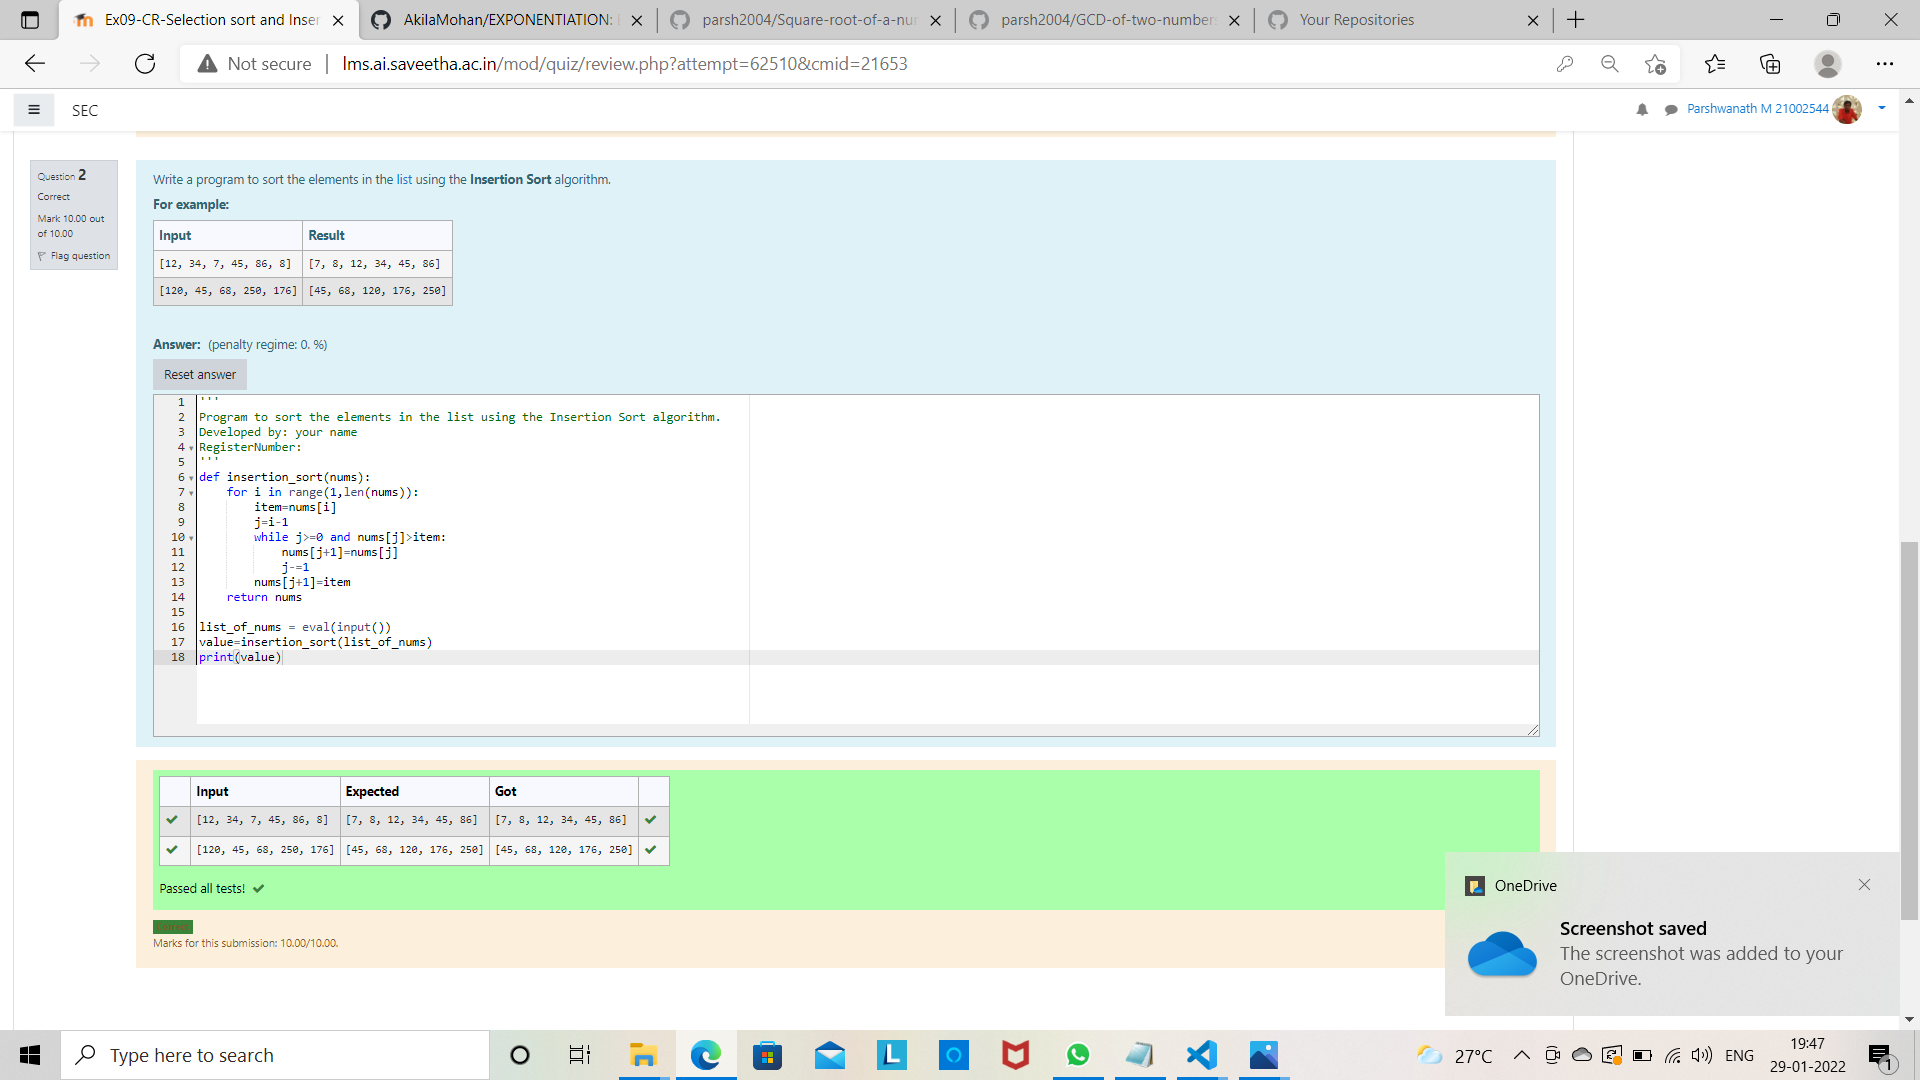 Ex09-CR-Selection sort and Inser
AkilaMohan/EXPONENTIATION:
parsh2004/Square-root-of-a-nu
parsh2004/GCD-of-two-number
Your Repositories
Not secure
lms.ai.saveetha.ac.in/mod/quiz/review.php?attempt=62510&cmid=21653
SEC
Parshwanath M 21002544
Question 2
Correct
Mark 10.00 out
of 10.00
Flag question
Write a program to sort the elements in the list using the Insertion Sort algorithm.
For example:
Input Result
[12, 34, 7, 45, 86, 8] [7, 8, 12, 34, 45, 86]
[120, 45, 68, 250, 176] [45, 68, 120, 176, 250]
Answer: (penalty regime: 0. %)
Reset answer
1 '''
2 Program to sort the elements in the list using the Insertion Sort algorithm.
3 Developed by: your name
4 RegisterNumber:
5 '''
6 def insertion_sort(nums):
7 for i in range(1,len(nums)):
8 item=nums[i]
9 j=i-1
10 while j>=0 and nums[j]>item:
11 nums[j+1]=nums[j]
12 j-=1
13 nums[j+1]=item
14 return nums
15
16 list_of_nums = eval(input())
17 value=insertion_sort(list_of_nums)
18 print(value)
Input Expected Got
[12, 34, 7, 45, 86, 8] [7, 8, 12, 34, 45, 86] [7, 8, 12, 34, 45, 86]
[120, 45, 68, 250, 176] [45, 68, 120, 176, 250] [45, 68, 120, 176, 250]
Passed all tests!
Marks for this submission: 10.00/10.00.
OneDrive
Screenshot saved
The screenshot was added to your
OneDrive.
Type here to search
27°C
ENG
19:47
29-01-2022
1